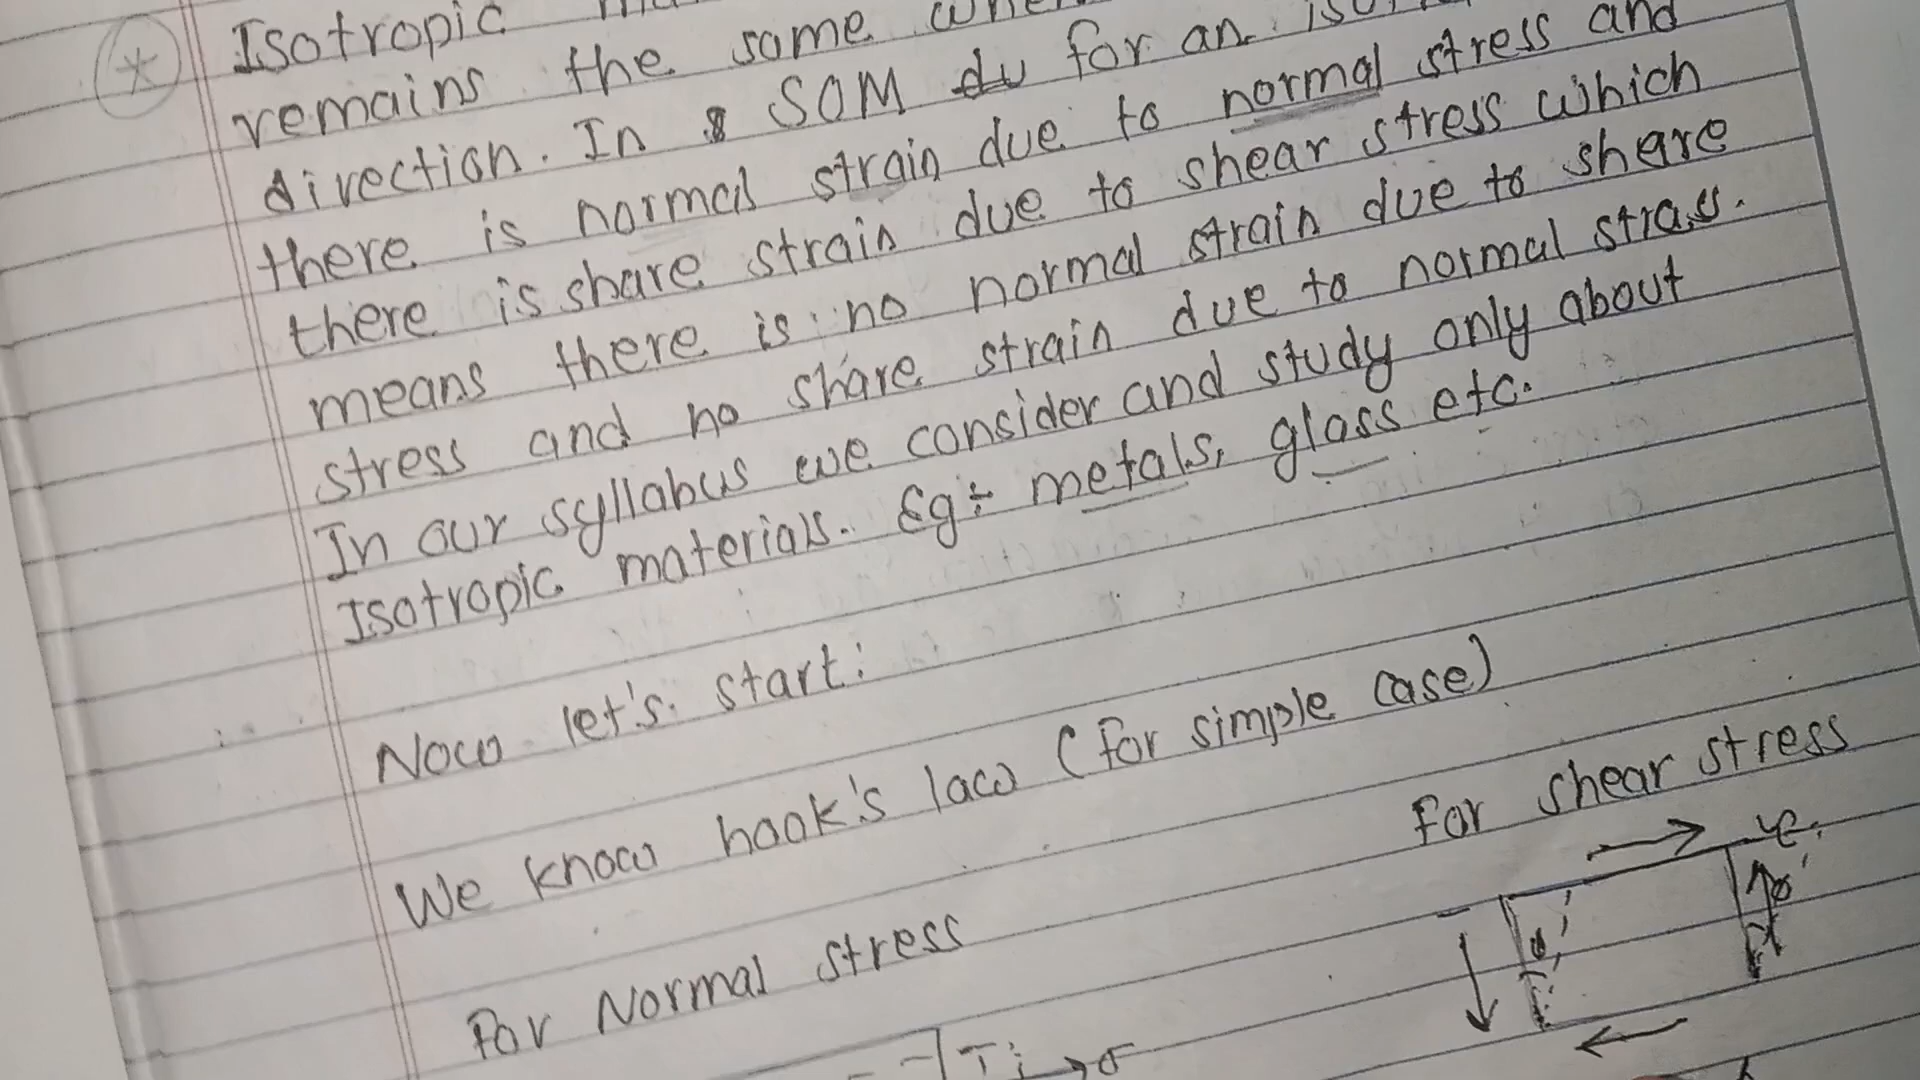 Isotropic
remains the same
direction. In SOM for an
there is normal strain due to normal stress and
there is share strain due to shear stress which
means there is no normal strain due to share
stress and no share strain due to normal stras.
In our syllabus we consider and study only about
Isotropic materials. Eg:- metals, glass etc.
Now let's start:
We know hook's law (for simple case)
For Normal stress
For shear stress
σ